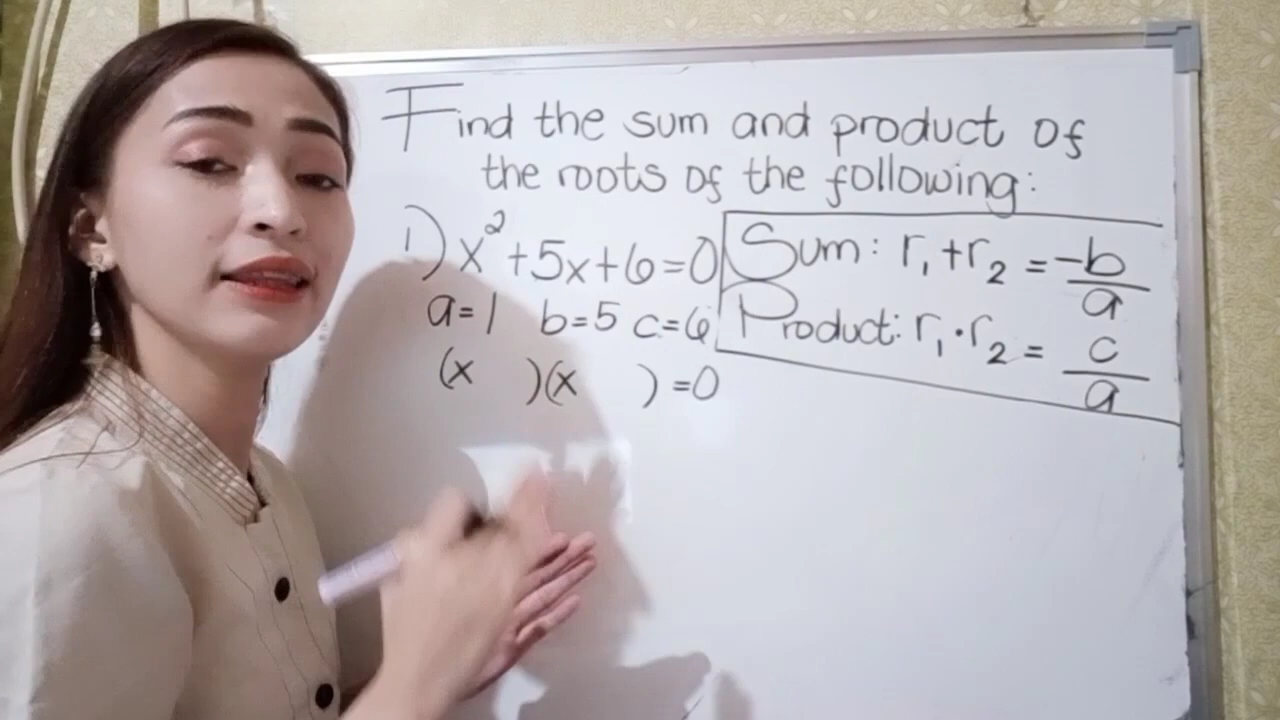 Find the sum and product of
the roots of the following:
1) x² + 5x + 6 = 0
a = 1 b = 5 c = 6
(x )(x ) = 0
Sum: r₁ + r₂ = -b/a
Product: r₁ · r₂ = c/a